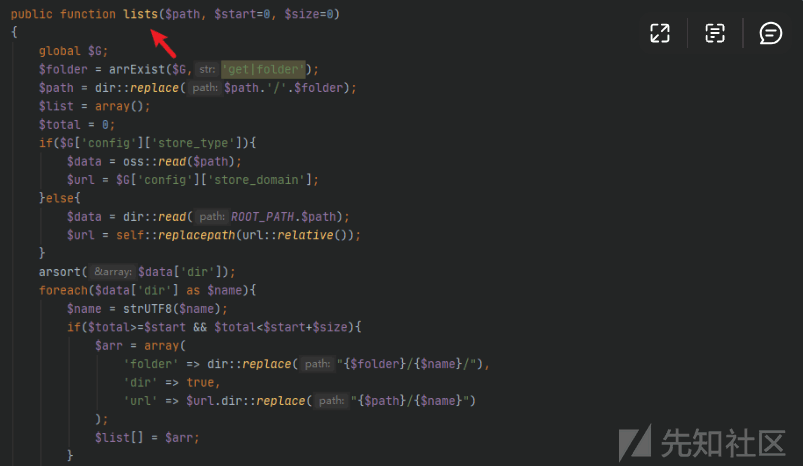 public function lists($path, $start=0, $size=0)
{
    global $G;
    $folder = arrExist($G, str: 'get|folder');
    $path = dir::replace( path: $path.'/'.$folder);
    $list = array();
    $total = 0;
    if($G['config']['store_type']){
        $data = oss::read($path);
        $url = $G['config']['store_domain'];
    }else{
        $data = dir::read( path: ROOT_PATH.$path);
        $url = self::replacepath(url::relative());
    }
    arsort( &array: $data['dir']);
    foreach($data['dir'] as $name){
        $name = strUTF8($name);
        if($total>=$start && $total<$start+$size){
            $arr = array(
                'folder' => dir::replace( path: "{$folder}/{$name}/"),
                'dir' => true,
                'url' => $url.dir::replace( path: "{$path}/{$name}")
            );
            $list[] = $arr;
        }
先知社区